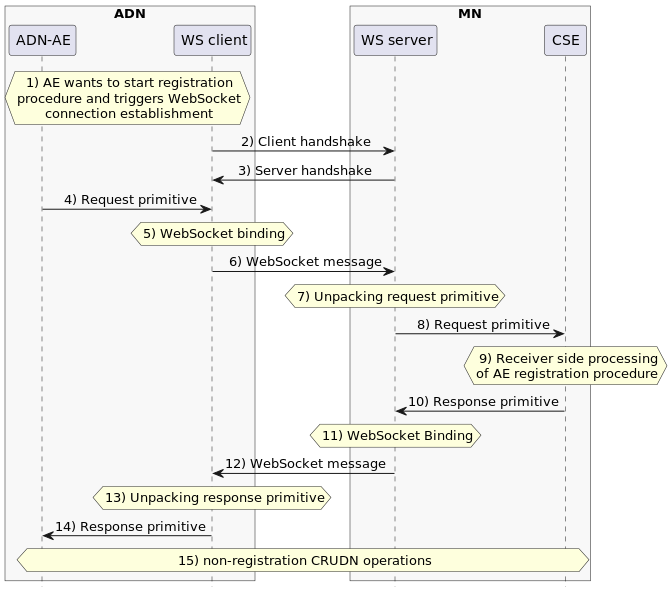 ADN
MN
ADN-AE
WS client
WS server
CSE
1) AE wants to start registration
procedure and triggers WebSocket
connection establishment
2) Client handshake
3) Server handshake
4) Request primitive
5) WebSocket binding
6) WebSocket message
7) Unpacking request primitive
8) Request primitive
9) Receiver side processing
of AE registration procedure
10) Response primitive
11) WebSocket Binding
12) WebSocket message
13) Unpacking response primitive
14) Response primitive
15) non-registration CRUDN operations